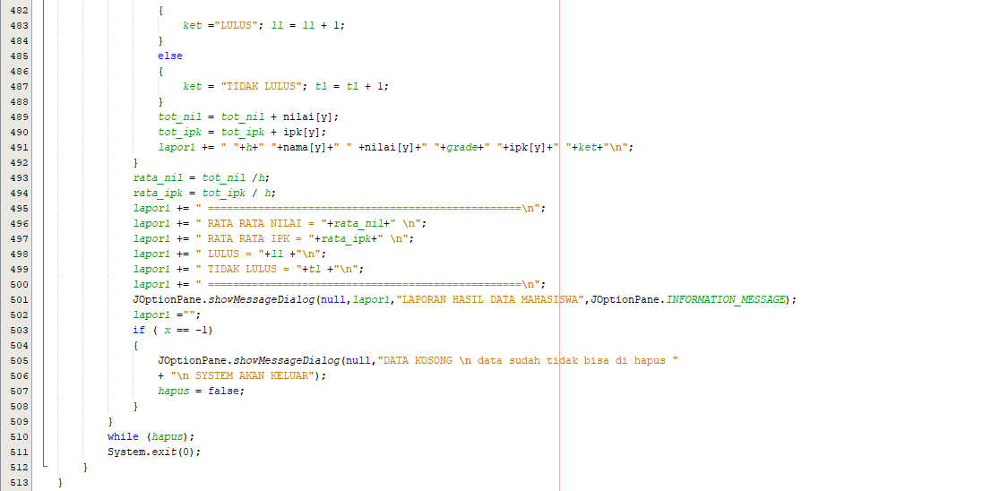 482 {
483 ket ="LULUS"; ll = ll + 1;
484 }
485 else
486 {
487 ket = "TIDAK LULUS"; tl = tl + 1;
488 }
489 tot_nil = tot_nil + nilai[y];
490 tot_ipk = tot_ipk + ipk[y];
491 lapor1 += " "+h+" "+nama[y]+" " +nilai[y]+" "+grade+" "+ipk[y]+" "+ket+"\n";
492 }
493 rata_nil = tot_nil /h;
494 rata_ipk = tot_ipk / h;
495 lapor1 += " ==================================================\n";
496 lapor1 += " RATA RATA NILAI = "+rata_nil+" \n";
497 lapor1 += " RATA RATA IPK = "+rata_ipk+" \n";
498 lapor1 += " LULUS = "+ll +"\n";
499 lapor1 += " TIDAK LULUS = "+tl +"\n";
500 lapor1 += " ==================================================\n";
501 JOptionPane.showMessageDialog(null,lapor1,"LAPORAN HASIL DATA MAHASISWA",JOptionPane.INFORMATION_MESSAGE);
502 lapor1 ="";
503 if ( x == -1)
504 {
505 JOptionPane.showMessageDialog(null,"DATA KOSONG \n data sudah tidak bisa di hapus "
506 + "\n SYSTEM AKAN KELUAR");
507 hapus = false;
508 }
509 }
510 while (hapus);
511 System.exit(0);
512 }
513 }